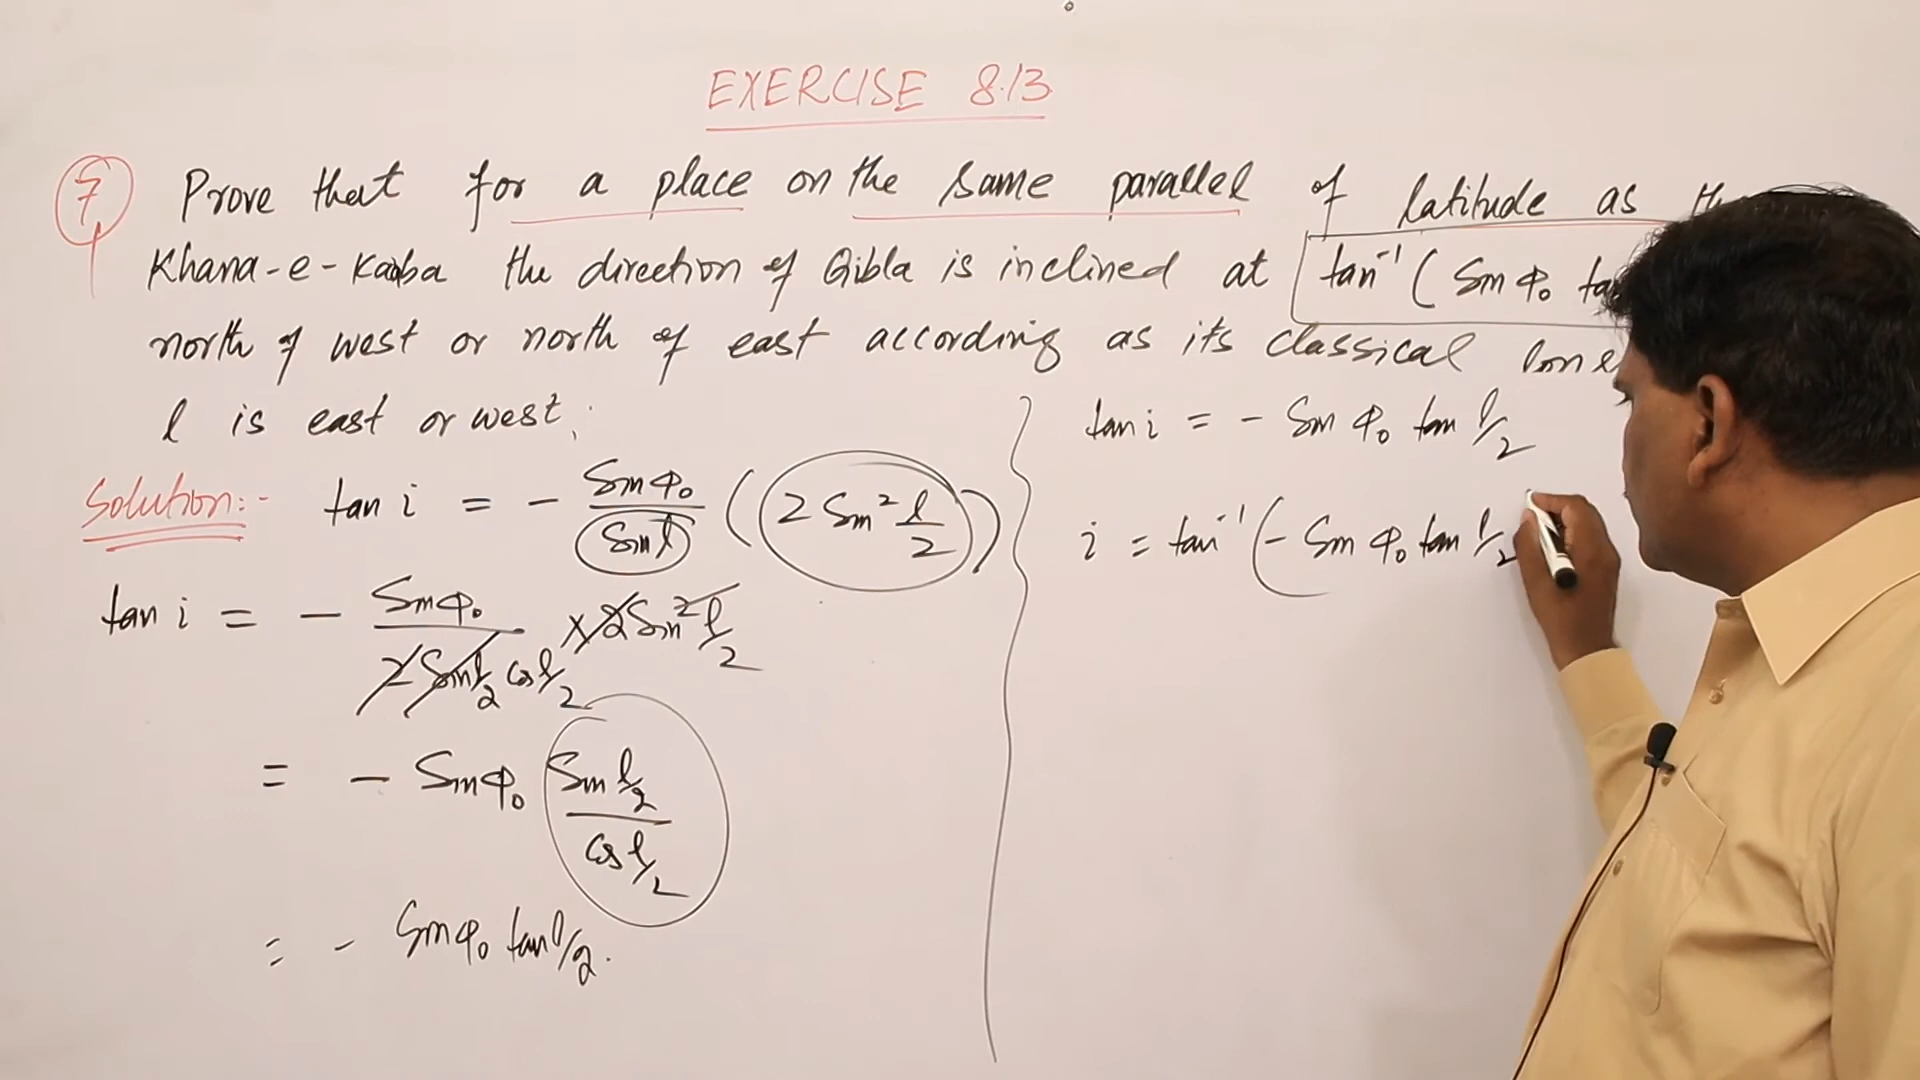 EXERCISE 8.13
7 Prove that for a place on the same parallel of latitude as
Khana-e-Kaaba the direction of Qibla is inclined at tan⁻¹ ( Sin φ₀
north of west or north of east according as its classical
l is east or west.
Solution:- tan i = - Sin φ₀ / Sin l ( 2 Sin² l/2 )
tan i = - Sin φ₀ / 2 Sin l/2 Cos l/2 × 2 Sin² l/2
= - Sin φ₀ Sin l/2 / Cos l/2
= - Sin φ₀ tan l/2.
tan i = - Sin φ₀ tan l/2
i = tan⁻¹ ( - Sin φ₀ tan l/2